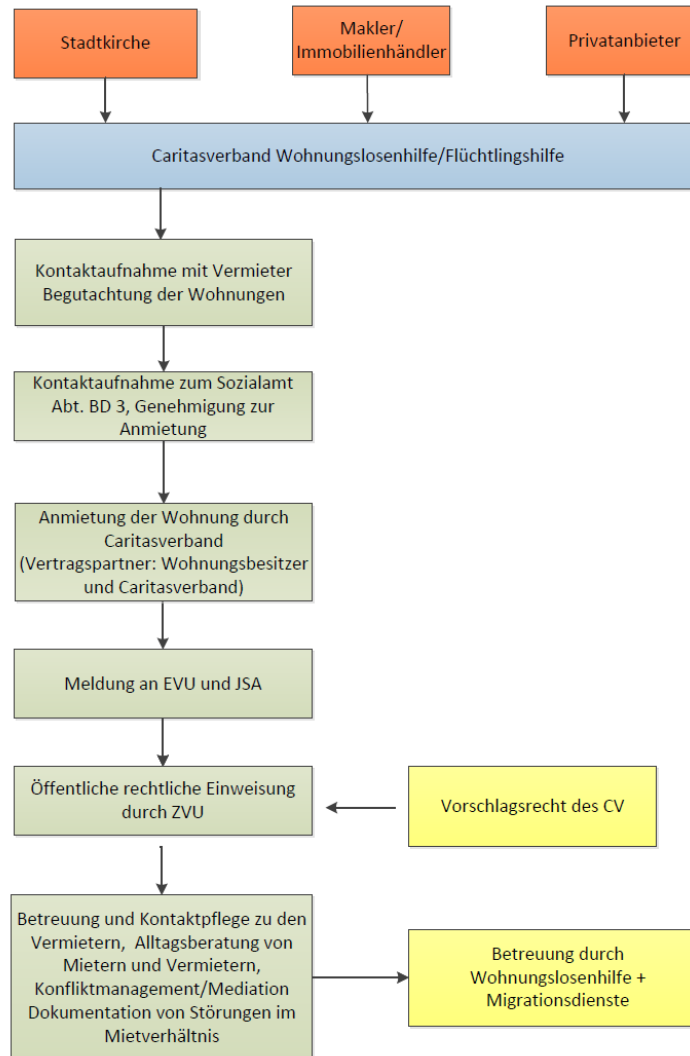 Stadtkirche
Makler/
Immobilienhändler
Privatanbieter
Caritasverband Wohnungslosenhilfe/Flüchtlingshilfe
Kontaktaufnahme mit Vermieter
Begutachtung der Wohnungen
Kontaktaufnahme zum Sozialamt
Abt. BD 3, Genehmigung zur
Anmietung
Anmietung der Wohnung durch
Caritasverband
(Vertragspartner: Wohnungsbesitzer
und Caritasverband)
Meldung an EVU und JSA
Öffentliche rechtliche Einweisung
durch ZVU
Vorschlagsrecht des CV
Betreuung und Kontaktpflege zu den
Vermietern, Alltagsberatung von
Mietern und Vermietern,
Konfliktmanagement/Mediation
Dokumentation von Störungen im
Mietverhältnis
Betreuung durch
Wohnungslosenhilfe +
Migrationsdienste